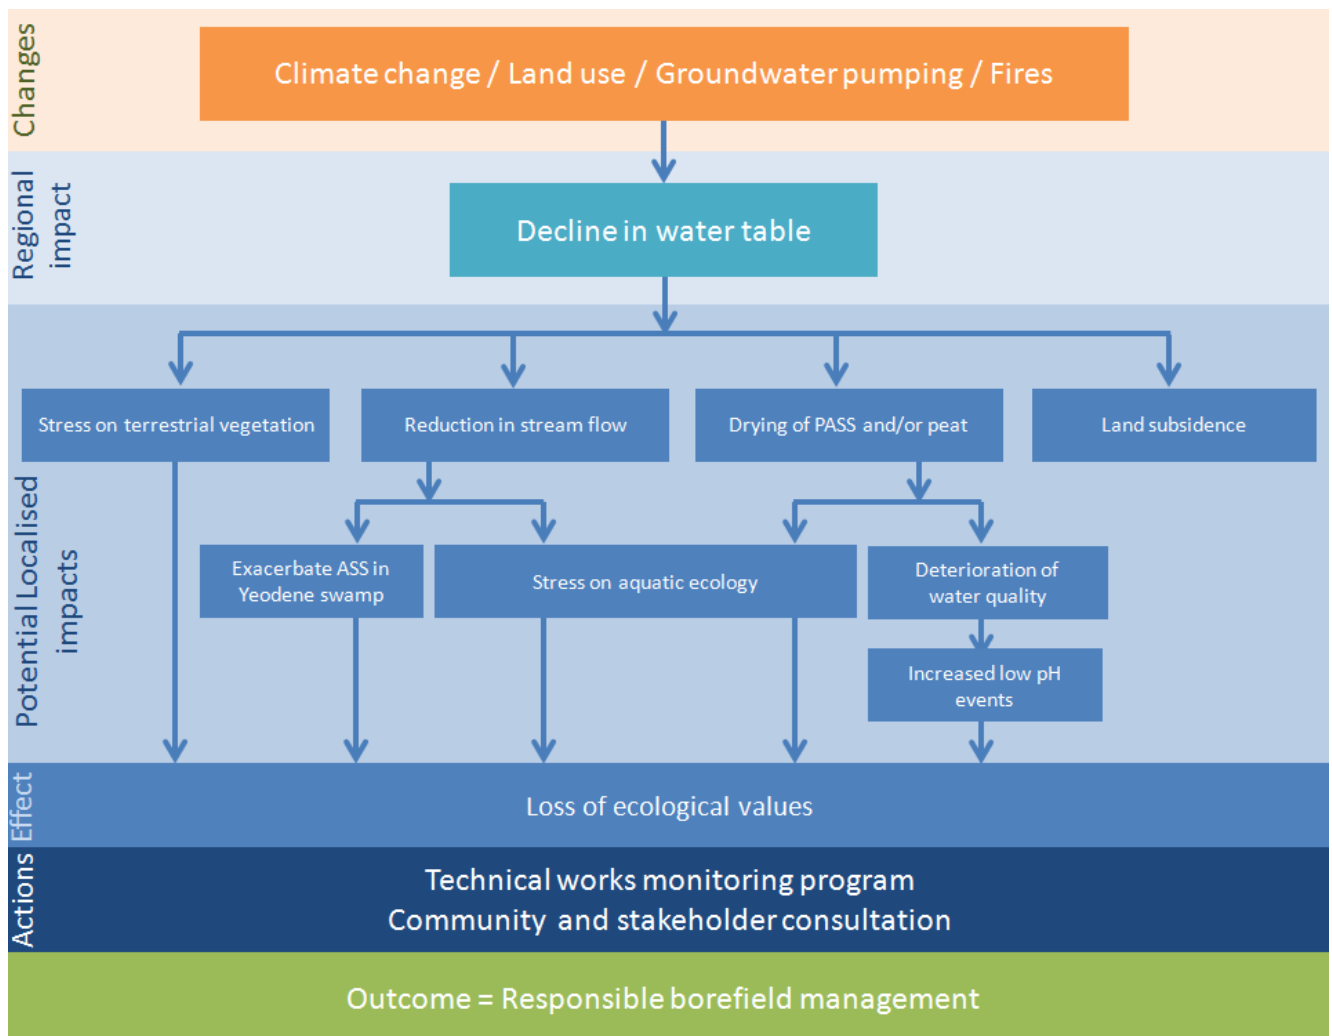 Changes
Climate change / Land use / Groundwater pumping / Fires
Regional
impact
Decline in water table
Potential Localised
impacts
Stress on terrestrial vegetation
Reduction in stream flow
Drying of PASS and/or peat
Land subsidence
Exacerbate ASS in
Yeodene swamp
Stress on aquatic ecology
Deterioration of
water quality
Increased low pH
events
Effect
Loss of ecological values
Actions
Technical works monitoring program
Community and stakeholder consultation
Outcome = Responsible borefield management